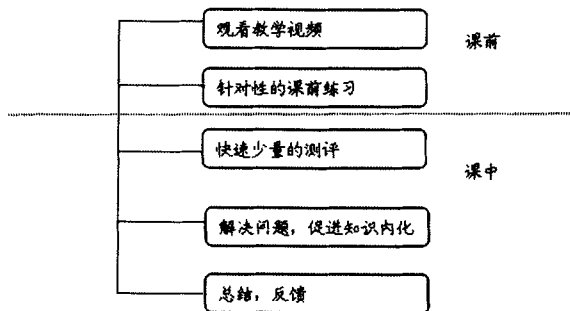 观看教学视频
课前
针对性的课前练习
快速少量的测评
课中
解决问题，促进知识内化
总结，反馈